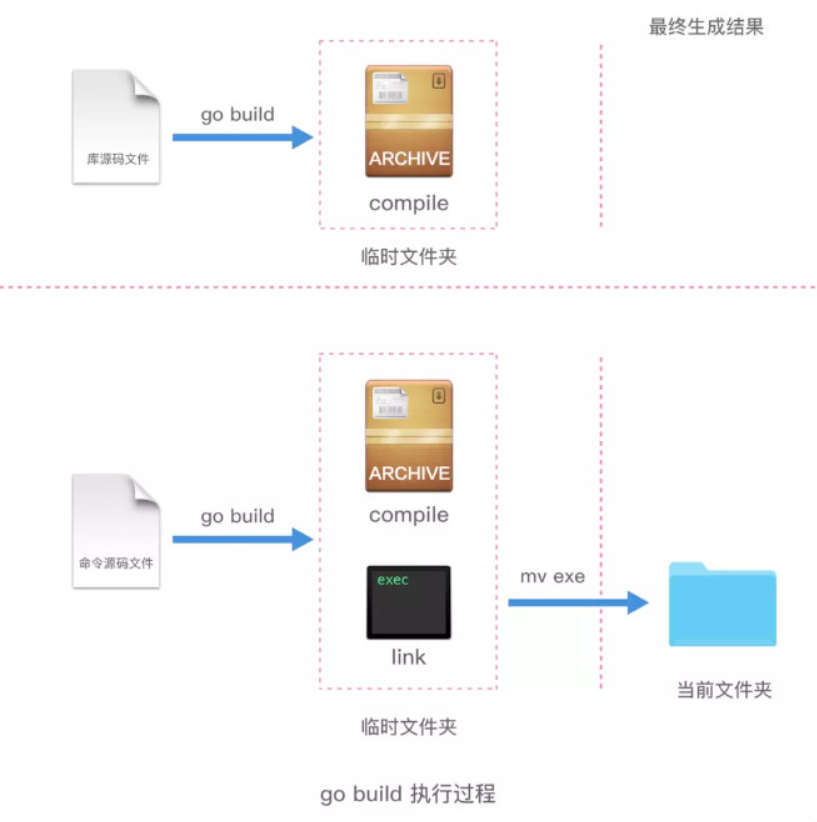 最终生成结果
go build
库源码文件
ARCHIVE
compile
临时文件夹
ARCHIVE
compile
go build
命令源码文件
exec
mv exe
link
当前文件夹
临时文件夹
go build 执行过程